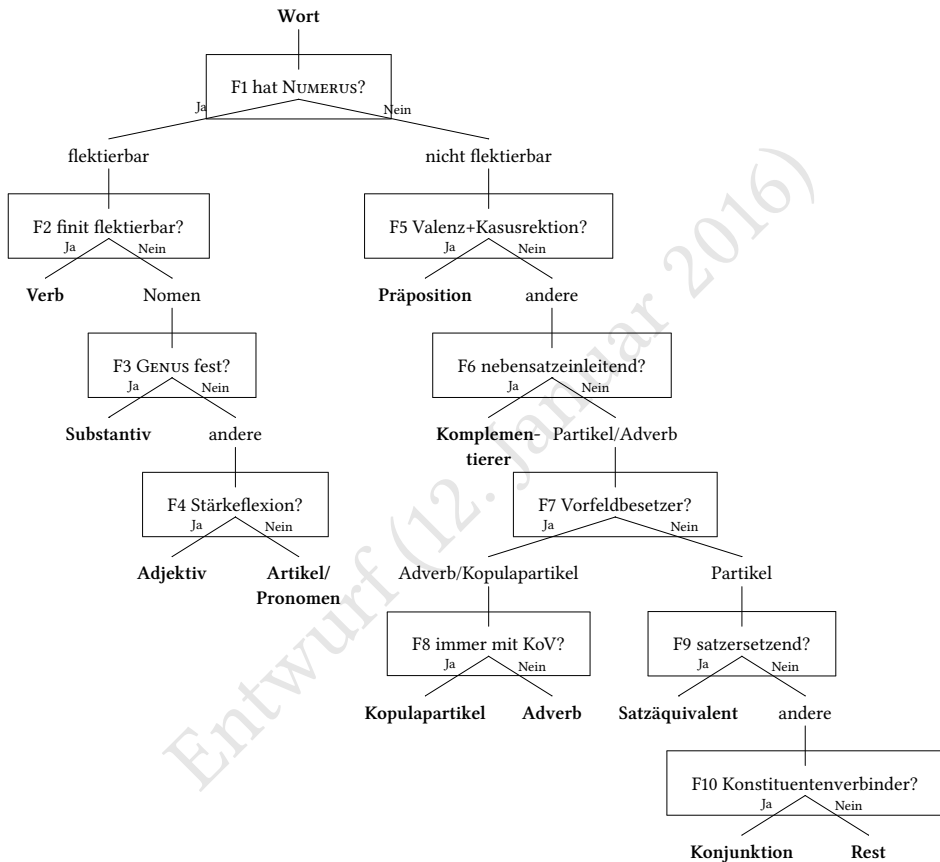 Wort
F1 hat Numerus?
Ja Nein
flektierbar nicht flektierbar
F2 finit flektierbar? F5 Valenz+Kasusrektion?
Ja Nein Ja Nein
Verb Nomen Präposition andere
F3 Genus fest? F6 nebensatzeinleitend?
Ja Nein Ja Nein
Substantiv andere Komplemen-
tierer Partikel/Adverb
F4 Stärkeflexion? F7 Vorfeldbesetzer?
Ja Nein Ja Nein
Adjektiv Artikel/
Pronomen Adverb/Kopulapartikel Partikel
F8 immer mit KoV? F9 satzersetzend?
Ja Nein Ja Nein
Kopulapartikel Adverb Satzäquivalent andere
F10 Konstituentenverbinder?
Ja Nein
Konjunktion Rest
Entwurf (12. Januar 2016)